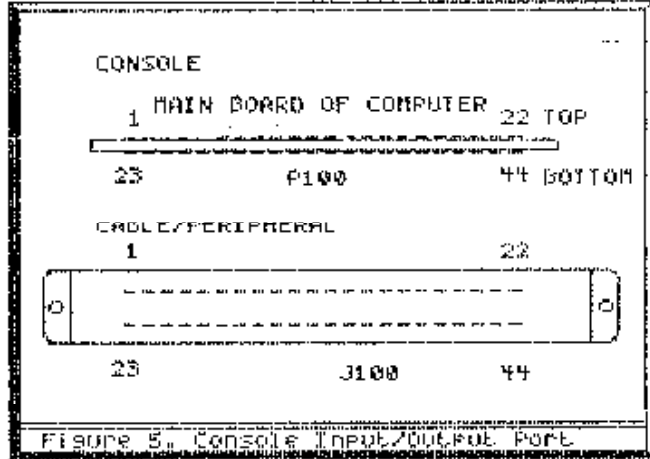 CONSOLE
MAIN BOARD OF COMPUTER
1 22 TOP
23 P100 44 BOTTOM
CABLE/PERIPHERAL
1 22
23 J100 44
Figure 5. Console Input/Output Port